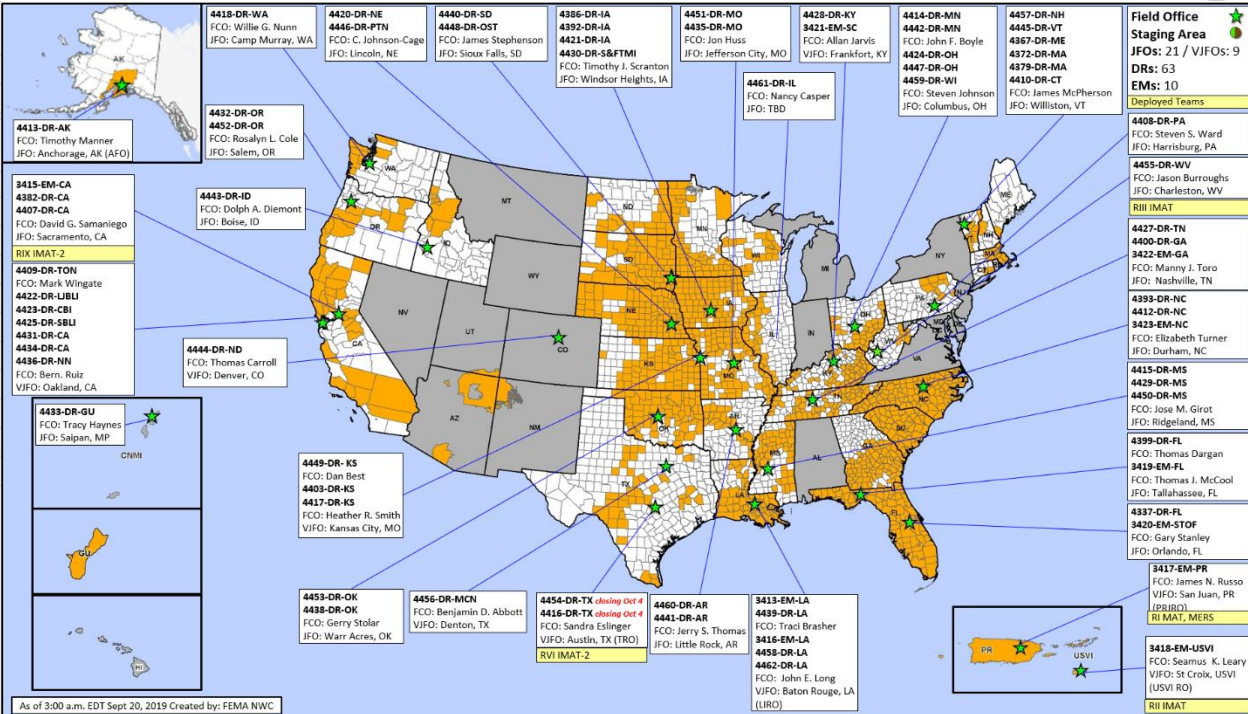 4418-DR-WA
FCO: Willie G. Nunn
JFO: Camp Murray, WA
4420-DR-NE
4446-DR-PTN
FCO: C. Johnson-Cage
JFO: Lincoln, NE
4440-DR-SD
4448-DR-OST
FCO: James Stephenson
JFO: Sioux Falls, SD
4386-DR-IA
4392-DR-IA
4421-DR-IA
4430-DR-S&FTMI
FCO: Timothy J. Scranton
JFO: Windsor Heights, IA
4451-DR-MO
4435-DR-MO
FCO: Jon Huss
JFO: Jefferson City, MO
4428-DR-KY
3421-EM-SC
FCO: Allan Jarvis
VJFO: Frankfort, KY
4414-DR-MN
4442-DR-MN
FCO: John F. Boyle
4424-DR-OH
4447-DR-OH
4459-DR-WI
FCO: Steven Johnson
JFO: Columbus, OH
4457-DR-NH
4445-DR-VT
4367-DR-ME
4372-DR-MA
4379-DR-MA
4410-DR-CT
FCO: James McPherson
JFO: Williston, VT
Field Office
Staging Area
JFOs: 21 / VJFOs: 9
DRs: 63
EMs: 10
Deployed Teams
AK
4413-DR-AK
FCO: Timothy Manner
JFO: Anchorage, AK (AFO)
4432-DR-OR
4452-DR-OR
FCO: Rosalyn L. Cole
JFO: Salem, OR
4461-DR-IL
FCO: Nancy Casper
JFO: TBD
4408-DR-PA
FCO: Steven S. Ward
JFO: Harrisburg, PA
4455-DR-WV
FCO: Jason Burroughs
JFO: Charleston, WV
RIII IMAT
3415-EM-CA
4382-DR-CA
4407-DR-CA
FCO: David G. Samaniego
JFO: Sacramento, CA
RIX IMAT-2
4443-DR-ID
FCO: Dolph A. Diemont
JFO: Boise, ID
4427-DR-TN
4400-DR-GA
3422-EM-GA
FCO: Manny J. Toro
JFO: Nashville, TN
4409-DR-TON
FCO: Mark Wingate
4422-DR-LJBLI
4423-DR-CBI
4425-DR-SBLI
4431-DR-CA
4434-DR-CA
4436-DR-NN
FCO: Bern. Ruiz
VJFO: Oakland, CA
4444-DR-ND
FCO: Thomas Carroll
VJFO: Denver, CO
4393-DR-NC
4412-DR-NC
3423-EM-NC
FCO: Elizabeth Turner
JFO: Durham, NC
4415-DR-MS
4429-DR-MS
4450-DR-MS
FCO: Jose M. Girot
JFO: Ridgeland, MS
4433-DR-GU
FCO: Tracy Haynes
JFO: Saipan, MP
CNMI
GU
HI
4449-DR- KS
FCO: Dan Best
4403-DR-KS
4417-DR-KS
FCO: Heather R. Smith
VJFO: Kansas City, MO
4399-DR-FL
FCO: Thomas Dargan
3419-EM-FL
FCO: Thomas J. McCool
JFO: Tallahassee, FL
4337-DR-FL
3420-EM-STOF
FCO: Gary Stanley
JFO: Orlando, FL
4453-DR-OK
4438-DR-OK
FCO: Gerry Stolar
JFO: Warr Acres, OK
4456-DR-MCN
FCO: Benjamin D. Abbott
VJFO: Denton, TX
4454-DR-TX closing Oct 4
4416-DR-TX closing Oct 4
FCO: Sandra Eslinger
VJFO: Austin, TX (TRO)
RVI IMAT-2
4460-DR-AR
4441-DR-AR
FCO: Jerry S. Thomas
JFO: Little Rock, AR
3413-EM-LA
4439-DR-LA
FCO: Traci Brasher
3416-EM-LA
4458-DR-LA
4462-DR-LA
FCO: John E. Long
VJFO: Baton Rouge, LA
(LIRO)
3417-EM-PR
FCO: James N. Russo
VJFO: San Juan, PR
(PRIRO)
RI MAT, MERS
3418-EM-USVI
FCO: Seamus K. Leary
VJFO: St Croix, USVI
(USVI RO)
RII IMAT
PR
USVI
WA
MT
ND
MN
ME
OR
ID
SD
WI
NY
NH
MA
CT
WY
NE
IA
MI
PA
NJ
NV
UT
CO
KS
MO
IL
IN
OH
WV
VA
CA
AZ
NM
OK
AR
TN
NC
SC
TX
LA
MS
AL
GA
FL
As of 3:00 a.m. EDT Sept 20, 2019 Created by: FEMA NWC